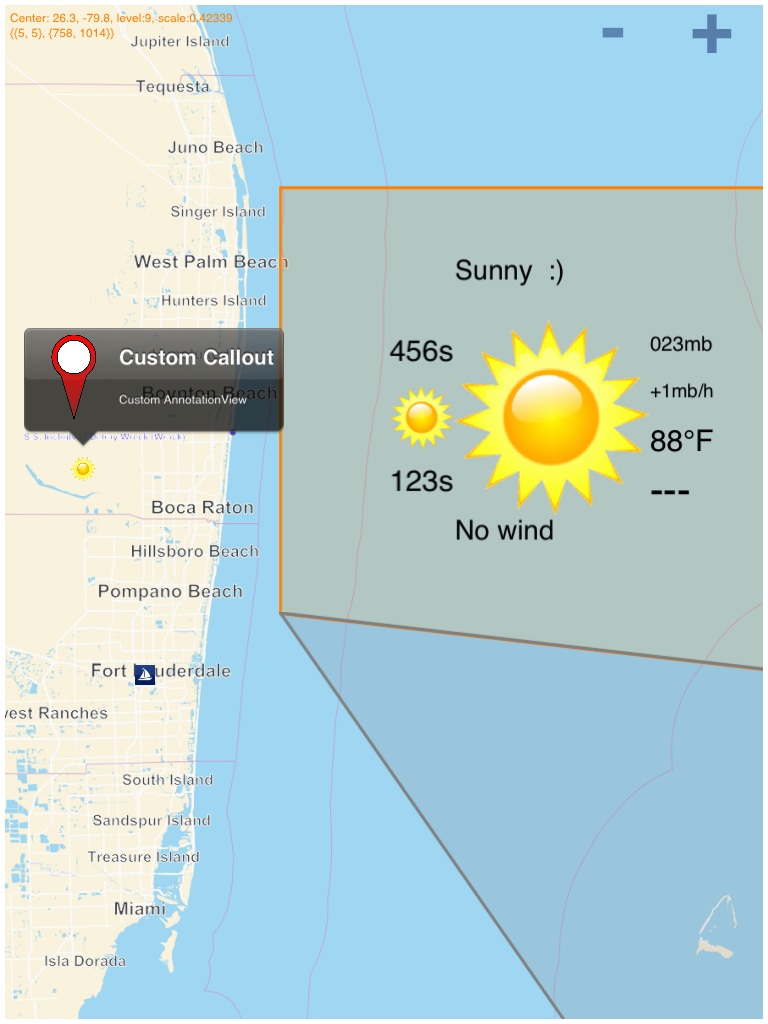 Center: 26.3, -79.8, level:9, scale:0.42339
{{5, 5}, {758, 1014}}
- +
Jupiter Island
Tequesta
Juno Beach
Singer Island
West Palm Beach
Hunters Island
Sunny :)
456s
023mb
Custom Callout
+1mb/h
Boynton Beach
Custom AnnotationView
88°F
123s
---
No wind
Boca Raton
Hillsboro Beach
Pompano Beach
Fort Lauderdale
west Ranches
South Island
Sandspur Island
Treasure Island
Miami
Isla Dorada